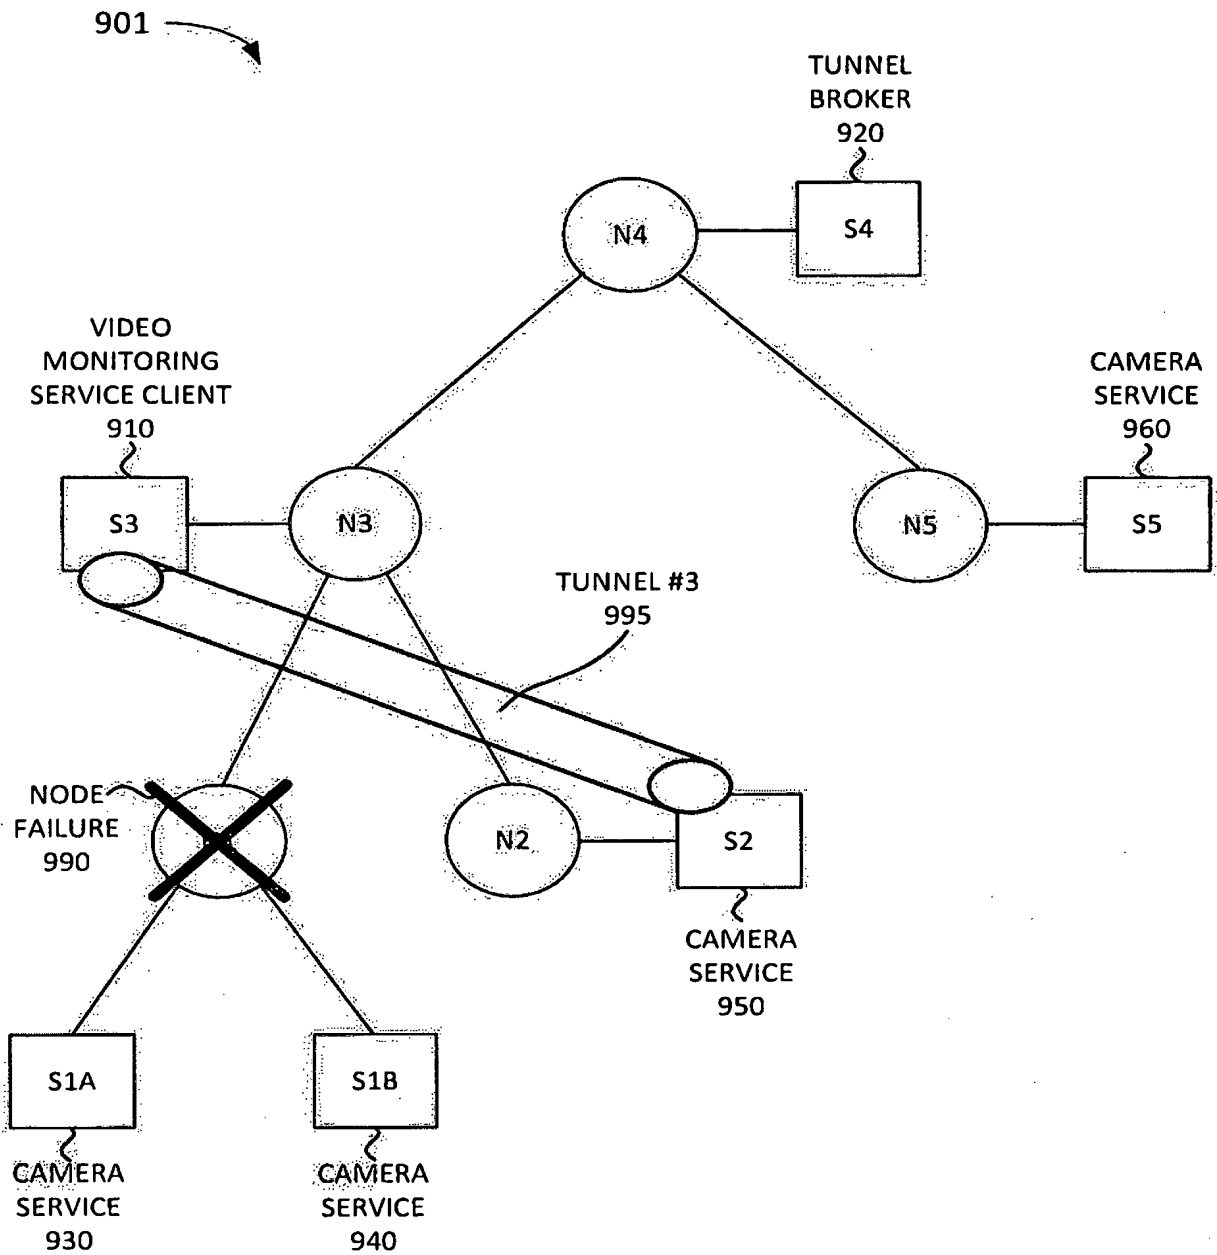 901
TUNNEL
BROKER
920
N4
S4
VIDEO
MONITORING
SERVICE CLIENT
910
CAMERA
SERVICE
960
S3
N3
N5
S5
TUNNEL #3
995
NODE
FAILURE
990
N2
S2
CAMERA
SERVICE
950
S1A
S1B
CAMERA
SERVICE
930
CAMERA
SERVICE
940